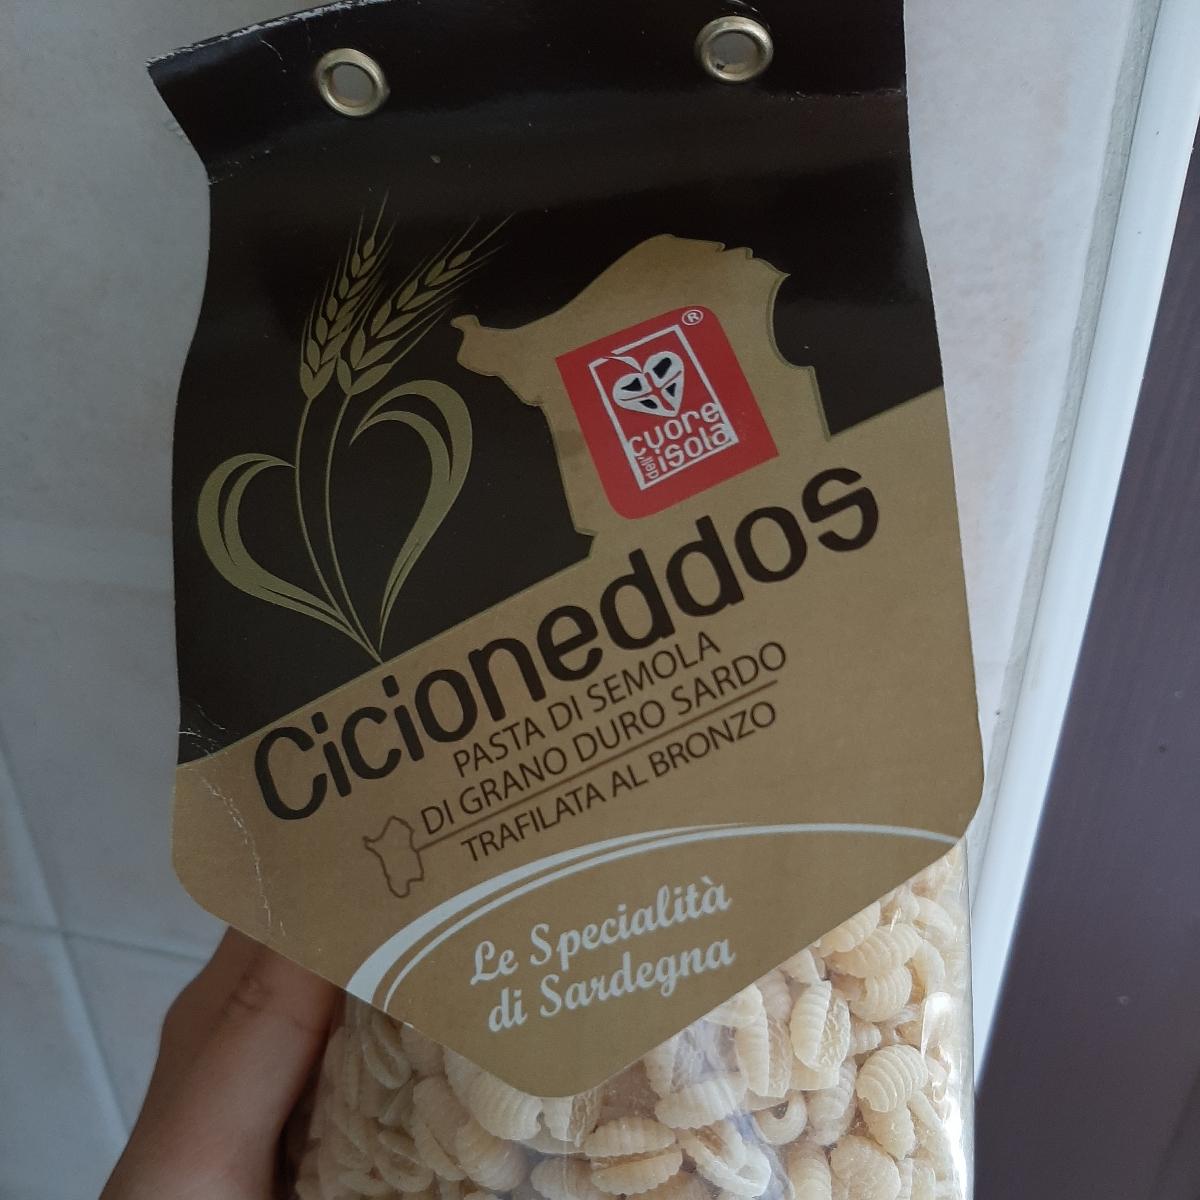 ®
cuore
dell'isola
Cicioneddos
PASTA DI SEMOLA
DI GRANO DURO SARDO
TRAFILATA AL BRONZO
Le Specialità
di Sardegna